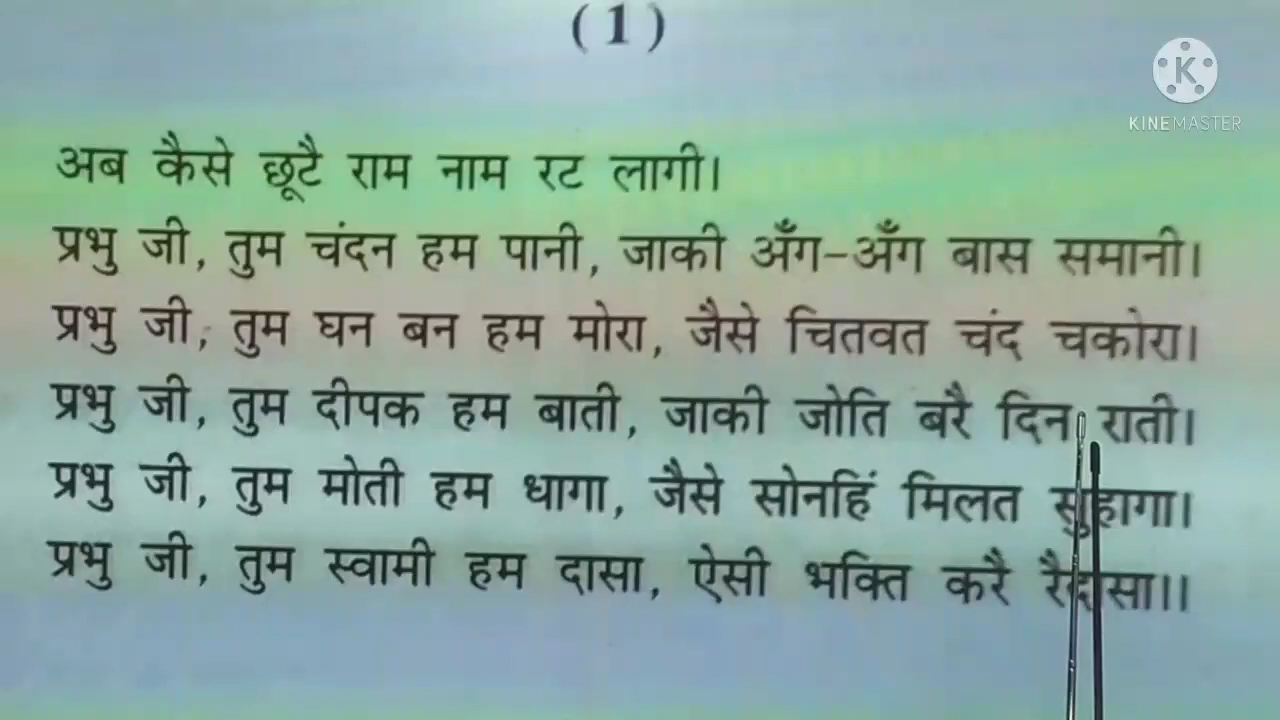 (1)
K
KINEMASTER
अब कैसे छूटै राम नाम रट लागी।
प्रभु जी, तुम चंदन हम पानी, जाकी अँग-अँग बास समानी।
प्रभु जी, तुम घन बन हम मोरा, जैसे चितवत चंद चकोरा।
प्रभु जी, तुम दीपक हम बाती, जाकी जोति बरै दिन राती।
प्रभु जी, तुम मोती हम धागा, जैसे सोनहिं मिलत सुहागा।
प्रभु जी, तुम स्वामी हम दासा, ऐसी भक्ति करै रैदासा।।